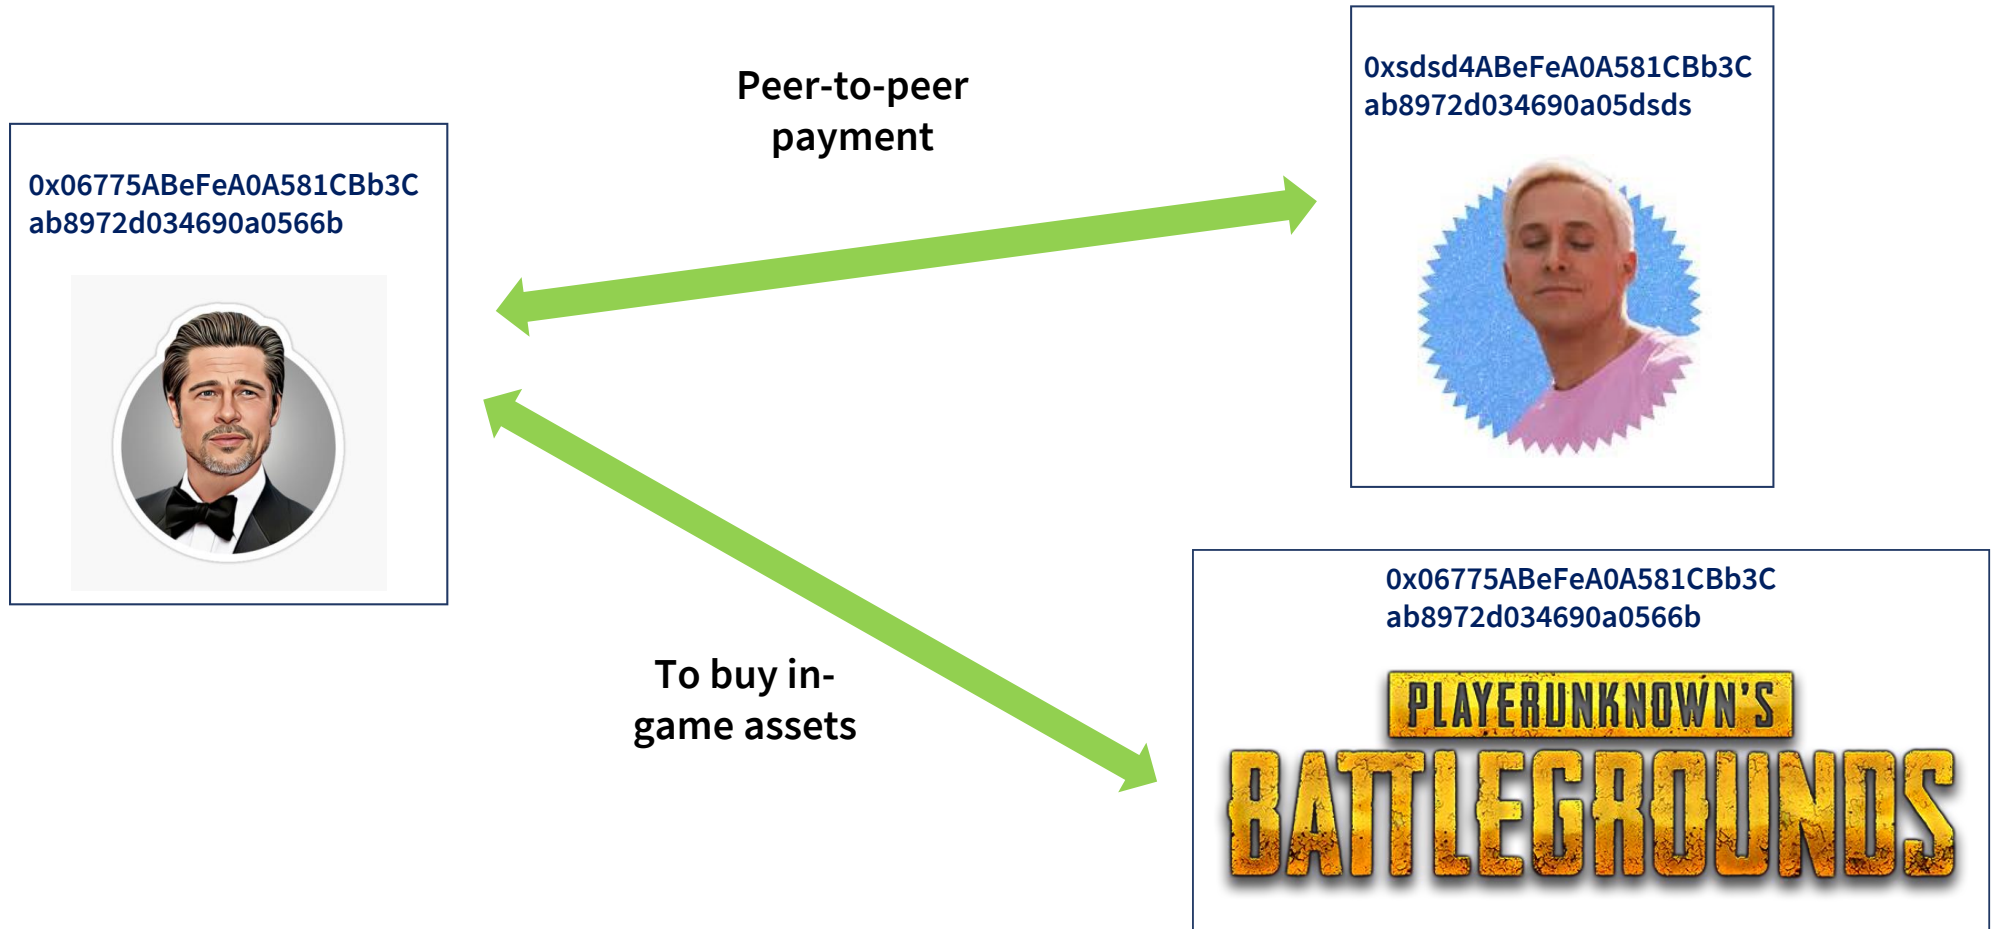 Peer-to-peer
payment
0xsdsd4ABeFeA0A581CBb3C
ab8972d034690a05dsds
0x06775ABeFeA0A581CBb3C
ab8972d034690a0566b
To buy in-
game assets
0x06775ABeFeA0A581CBb3C
ab8972d034690a0566b
PLAYERUNKNOWN'S
BATTLEGROUNDS